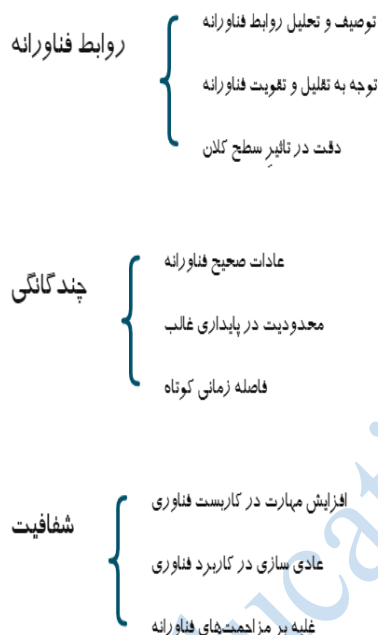 توصیف و تحلیل روابط فناورانه
روابط فناورانه
توجه به تقلیل و تقویت فناورانه
دقت در تاثیرِ سطح کلان
عادات صحیح فناورانه
چندگانگی
محدودیت در پایداری غالب
فاصله زمانی کوتاه
افزایش مهارت در کاربست فناوری
شفافیت
عادی سازی در کاربرد فناوری
غلبه بر مزاحمت‌های فناورانه
ucati